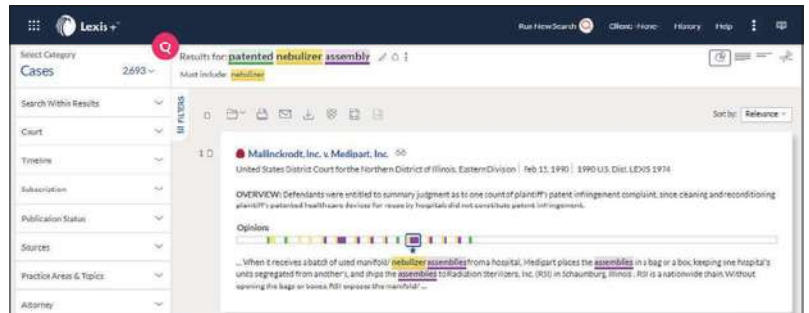 Lexis+
Run New Search
Client: -None-
History
Help
Select Category
Cases
2,693
Results for: patented nebulizer assembly
Must include: nebulizer
Search Within Results
Court
Timeline
Subscription
Publication Status
Sources
Practice Areas & Topics
Attorney
FILTERS
Sort by: Relevance
1
Mallinckrodt, Inc. v. Medipart, Inc.
United States District Court for the Northern District of Illinois, Eastern Division | Feb 15, 1990 | 1990 U.S. Dist. LEXIS 1974
OVERVIEW: Defendants were entitled to summary judgment as to one count of plaintiff's patent infringement complaint, since cleaning and reconditioning
plaintiff's patented healthcare devices for reuse by hospitals did not constitute patent infringement.
Opinion:
... When it receives a batch of used manifold/ nebulizer assemblies from a hospital, Medipart places the assemblies in a bag or a box, keeping one hospital's
units segregated from another's, and ships the assemblies to Radiation Sterilizers, Inc. (RSI) in Schaumburg, Illinois . RSI is a nationwide chain. Without
opening the bags or boxes, RSI exposes the manifold/ ...